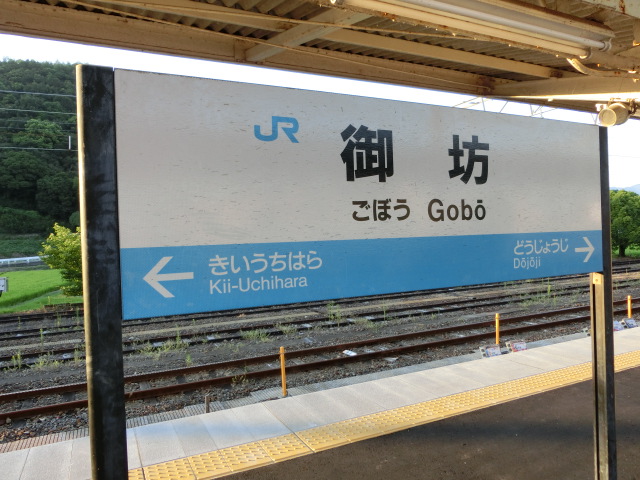 JR 御坊
ごぼう Gobō
← きいうちはら
Kii-Uchihara
どうじょうじ →
Dōjōji